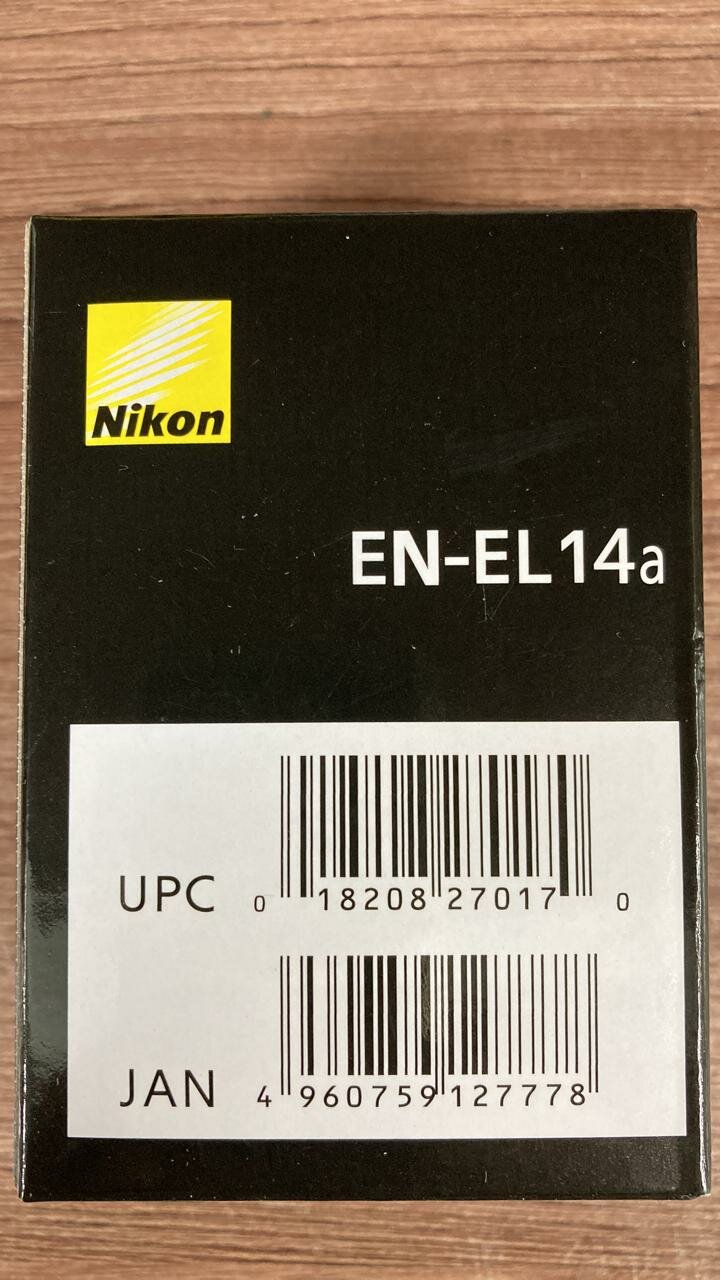 Nikon
EN-EL14a
UPC 0 18208 27017 0
JAN 4 960759 127778